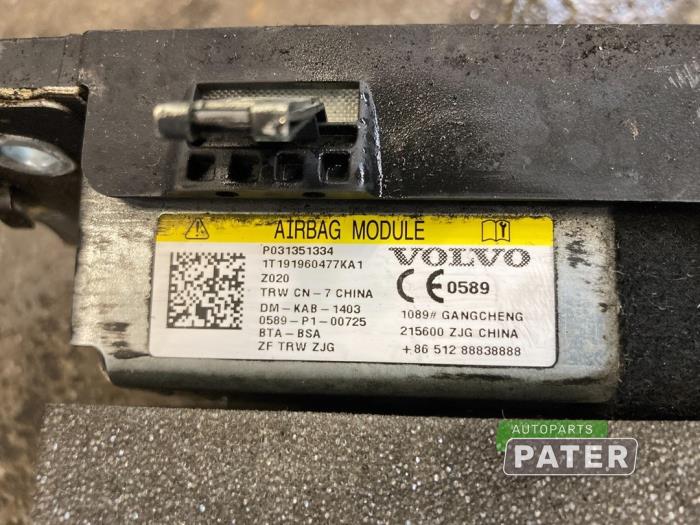 AIRBAG MODULE
P031351334
1T191960477KA1
Z020
TRW CN-7 CHINA
DM-KAB-1403
0589-P1-00725
BTA-BSA
ZF TRW ZJG
VOLVO
CE 0589
1089# GANGCHENG
215600 ZJG CHINA
+86 512 88838888
AUTOPARTS
PATER